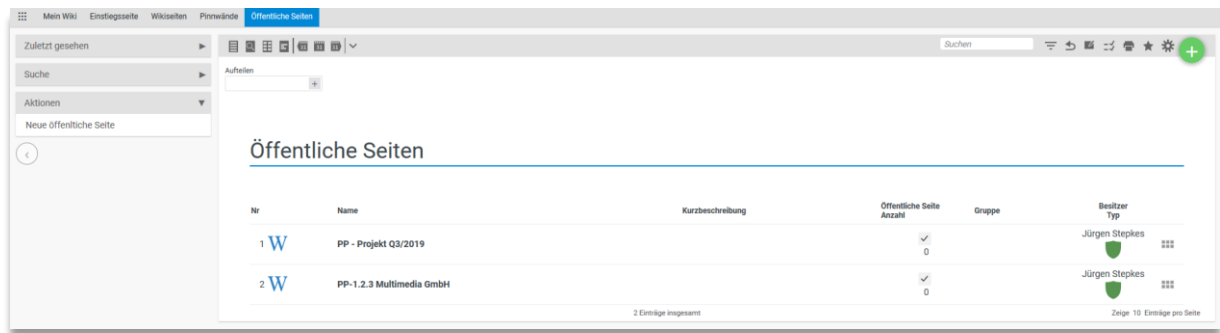 Mein Wiki Einstiegsseite Wikiseiten Pinnwände Öffentliche Seiten
Zuletzt gesehen
Suchen
Suche
Aufteilen
Aktionen
Neue öffenltiche Seite
Öffentliche Seiten
Nr Name Kurzbeschreibung Öffentliche Seite Anzahl Gruppe Besitzer Typ
1 W PP - Projekt Q3/2019 0 Jürgen Stepkes
2 W PP-1.2.3 Multimedia GmbH 0 Jürgen Stepkes
2 Einträge insgesamt Zeige 10 Einträge pro Seite